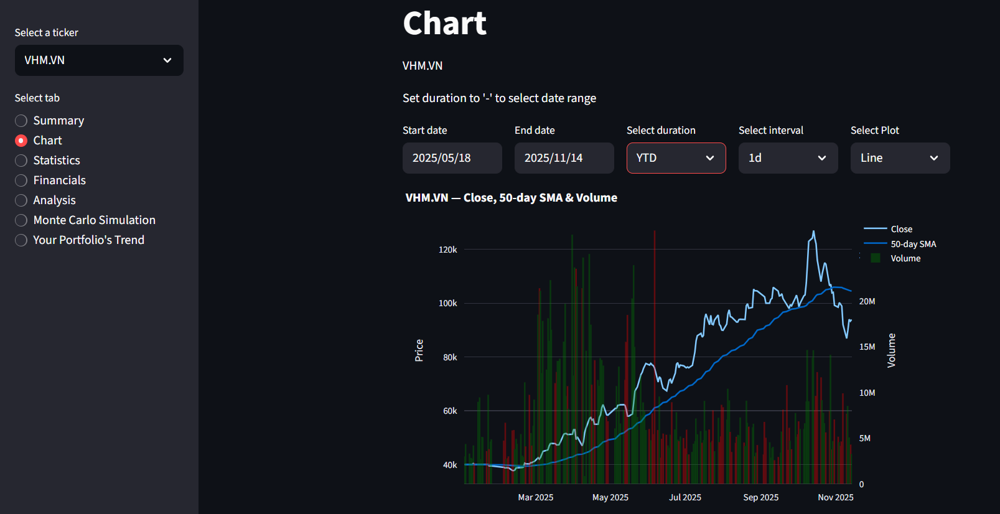 Select a ticker
VHM.VN
Select tab
Summary
Chart
Statistics
Financials
Analysis
Monte Carlo Simulation
Your Portfolio's Trend
Chart
VHM.VN
Set duration to '-' to select date range
Start date
End date
Select duration
Select interval
Select Plot
2025/05/18
2025/11/14
YTD
1d
Line
VHM.VN — Close, 50-day SMA & Volume
Close
50-day SMA
Volume
120k
100k
80k
60k
40k
Price
20M
15M
10M
5M
0
Volume
Mar 2025
May 2025
Jul 2025
Sep 2025
Nov 2025